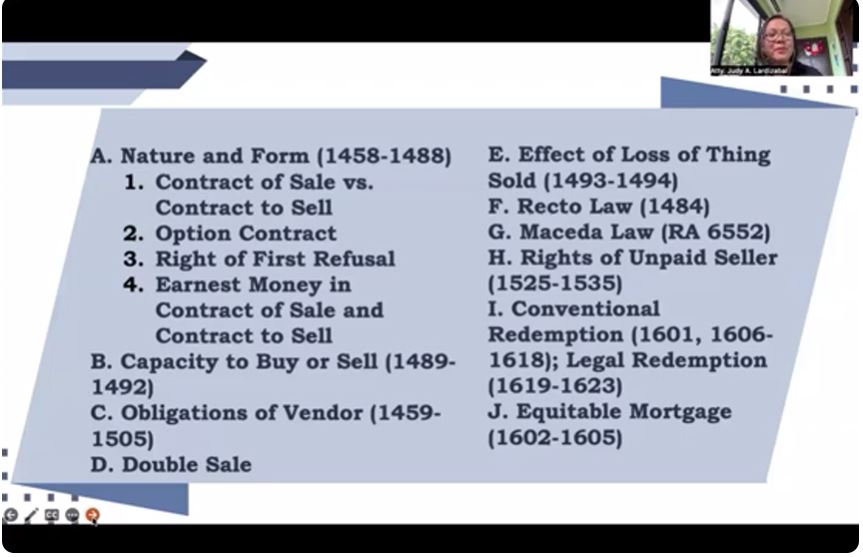 Atty. Judy A. Lardizabal
A. Nature and Form (1458-1488)
1. Contract of Sale vs.
Contract to Sell
2. Option Contract
3. Right of First Refusal
4. Earnest Money in
Contract of Sale and
Contract to Sell
B. Capacity to Buy or Sell (1489-
1492)
C. Obligations of Vendor (1459-
1505)
D. Double Sale
E. Effect of Loss of Thing
Sold (1493-1494)
F. Recto Law (1484)
G. Maceda Law (RA 6552)
H. Rights of Unpaid Seller
(1525-1535)
I. Conventional
Redemption (1601, 1606-
1618); Legal Redemption
(1619-1623)
J. Equitable Mortgage
(1602-1605)
CC